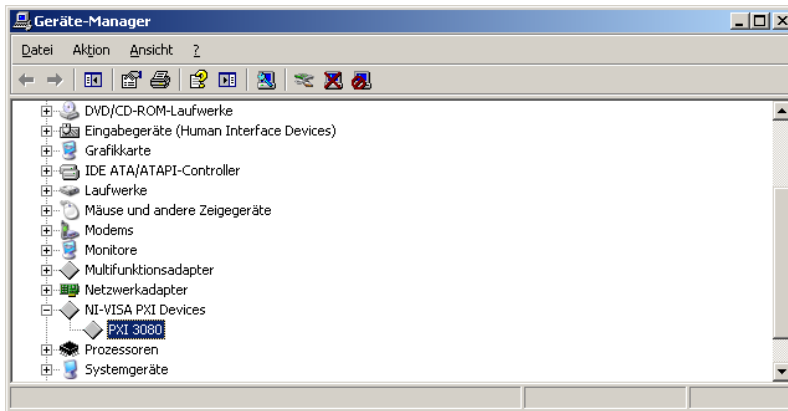 Geräte-Manager
Datei Aktion Ansicht ?
DVD/CD-ROM-Laufwerke
Eingabegeräte (Human Interface Devices)
Grafikkarte
IDE ATA/ATAPI-Controller
Laufwerke
Mäuse und andere Zeigegeräte
Modems
Monitore
Multifunktionsadapter
Netzwerkadapter
NI-VISA PXI Devices
PXI 3080
Prozessoren
Systemgeräte